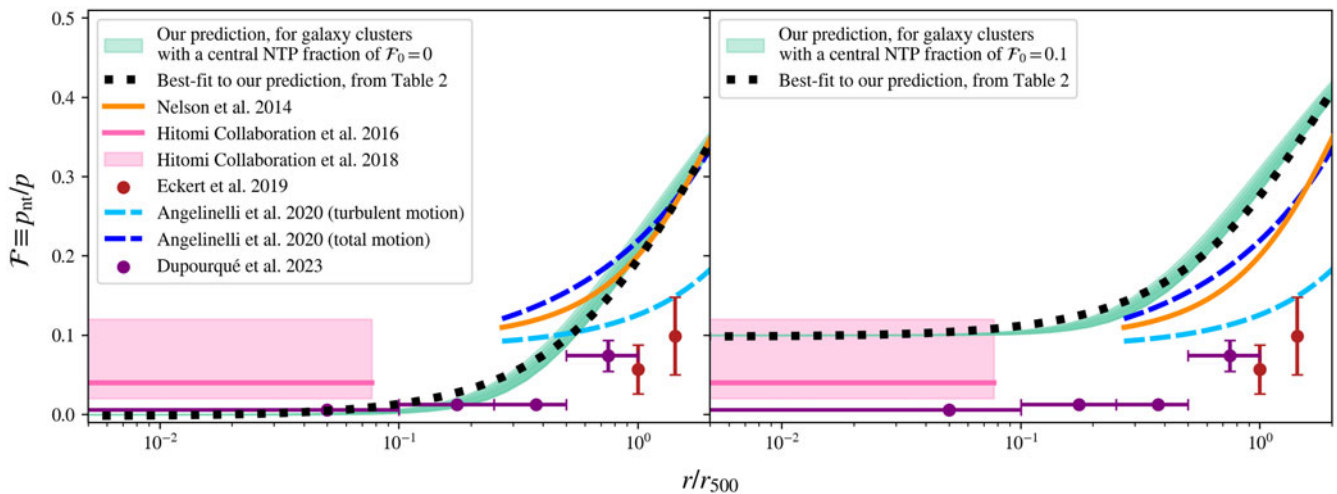 0.5
0.4
0.3
0.2
0.1
0.0
ℱ ≡ p_nt/p
Our prediction, for galaxy clusters
with a central NTP fraction of ℱ₀ = 0
Best-fit to our prediction, from Table 2
Nelson et al. 2014
Hitomi Collaboration et al. 2016
Hitomi Collaboration et al. 2018
Eckert et al. 2019
Angelinelli et al. 2020 (turbulent motion)
Angelinelli et al. 2020 (total motion)
Dupourqué et al. 2023
Our prediction, for galaxy clusters
with a central NTP fraction of ℱ₀ = 0.1
Best-fit to our prediction, from Table 2
10⁻² 10⁻¹ 10⁰ 10⁻² 10⁻¹ 10⁰
r/r₅₀₀